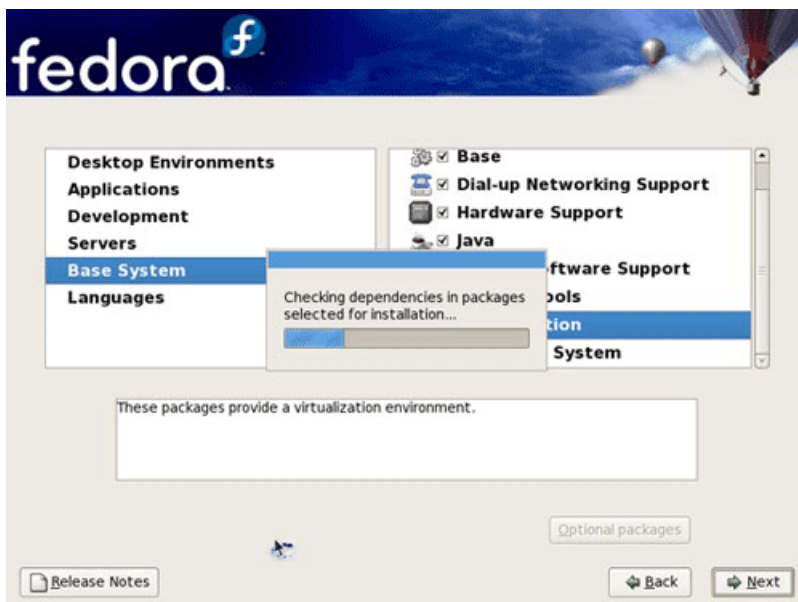 fedora
Desktop Environments
Applications
Development
Servers
Base System
Languages
Base
Dial-up Networking Support
Hardware Support
Java
ftware Support
ools
tion
System
Checking dependencies in packages
selected for installation...
These packages provide a virtualization environment.
Optional packages
Release Notes
Back
Next